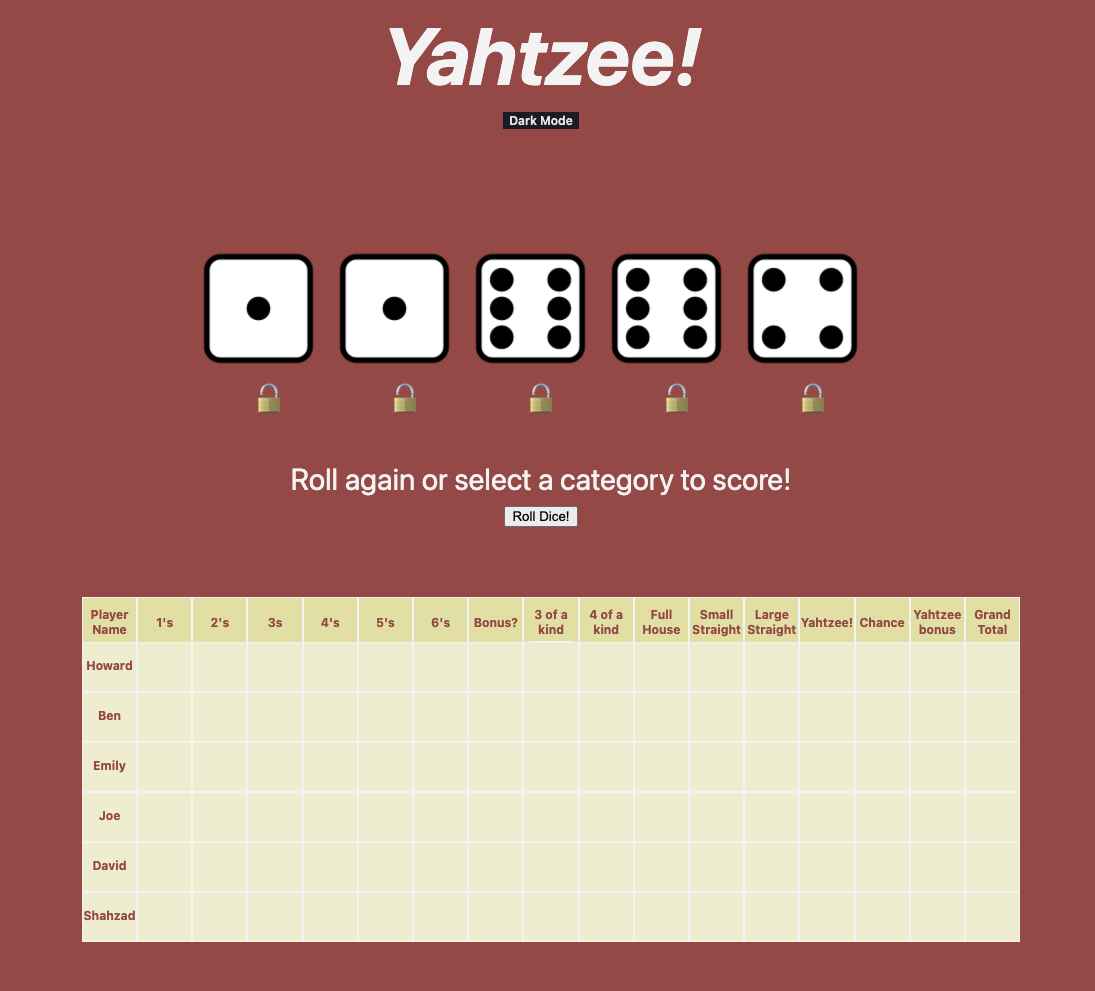 Yahtzee!
Dark Mode
Roll again or select a category to score!
Roll Dice!
Player Name 1's 2's 3s 4's 5's 6's Bonus? 3 of a kind 4 of a kind Full House Small Straight Large Straight Yahtzee! Chance Yahtzee bonus Grand Total
Howard
Ben
Emily
Joe
David
Shahzad